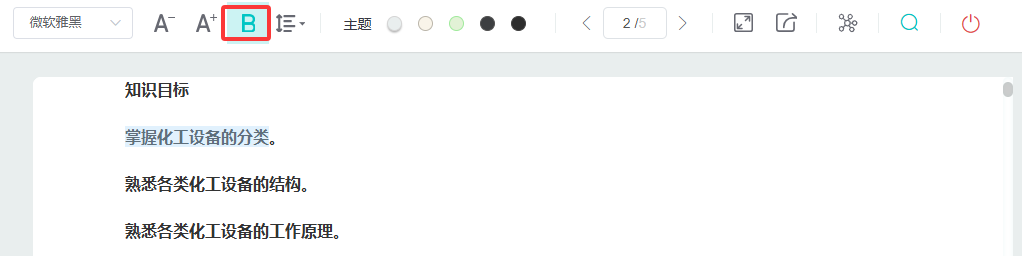 微软雅黑 A- A+ B 主题 2 /5
知识目标
掌握化工设备的分类。
熟悉各类化工设备的结构。
熟悉各类化工设备的工作原理。